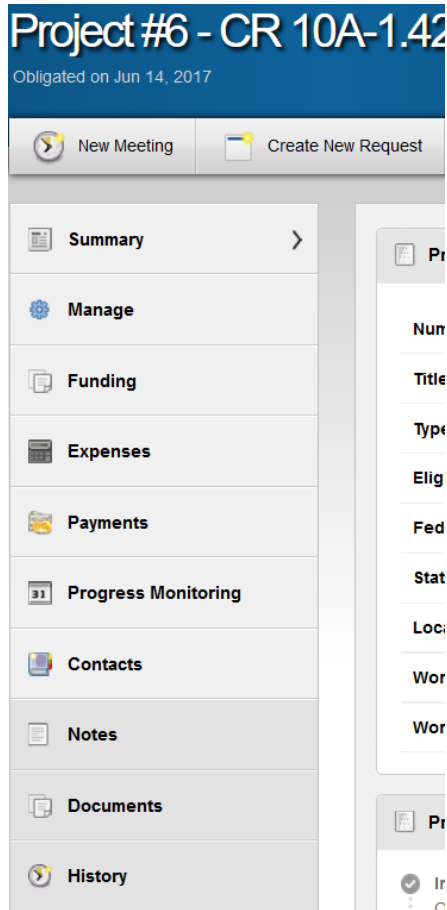 Project #6 - CR 10A-1.42
Obligated on Jun 14, 2017
New Meeting
Create New Request
Summary
Manage
Funding
Expenses
Payments
31 Progress Monitoring
Contacts
Notes
Documents
History
Pr
Num
Title
Type
Elig
Fed
Stat
Loca
Wor
Wor
Pr